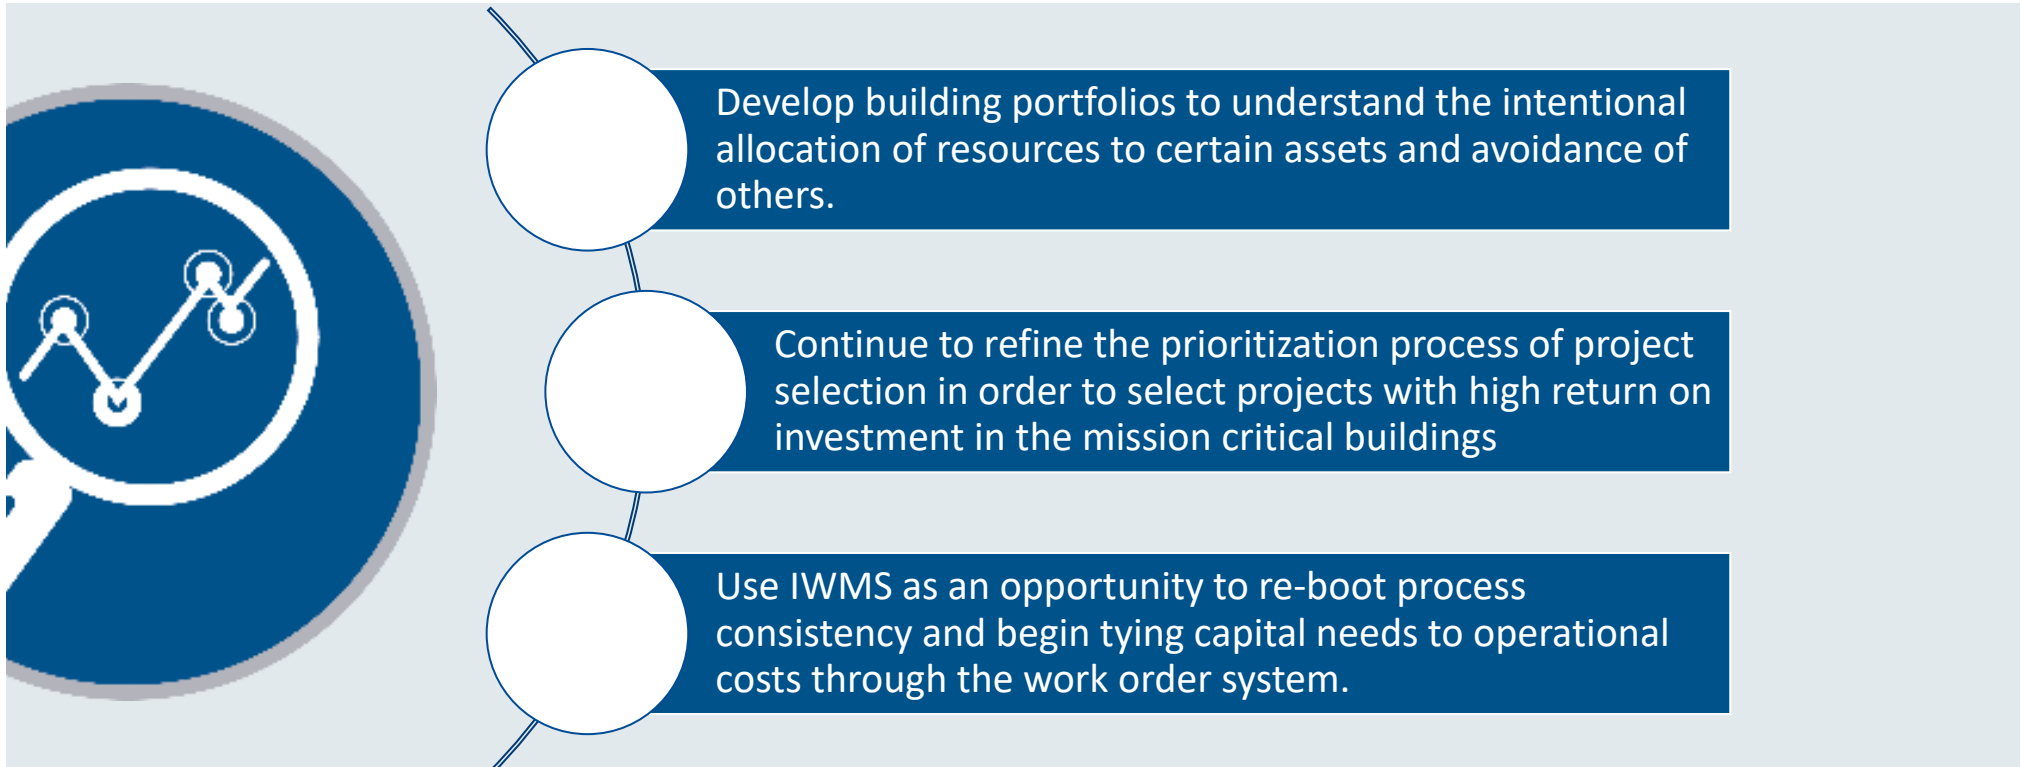 Develop building portfolios to understand the intentional
allocation of resources to certain assets and avoidance of
others.
Continue to refine the prioritization process of project
selection in order to select projects with high return on
investment in the mission critical buildings
Use IWMS as an opportunity to re-boot process
consistency and begin tying capital needs to operational
costs through the work order system.